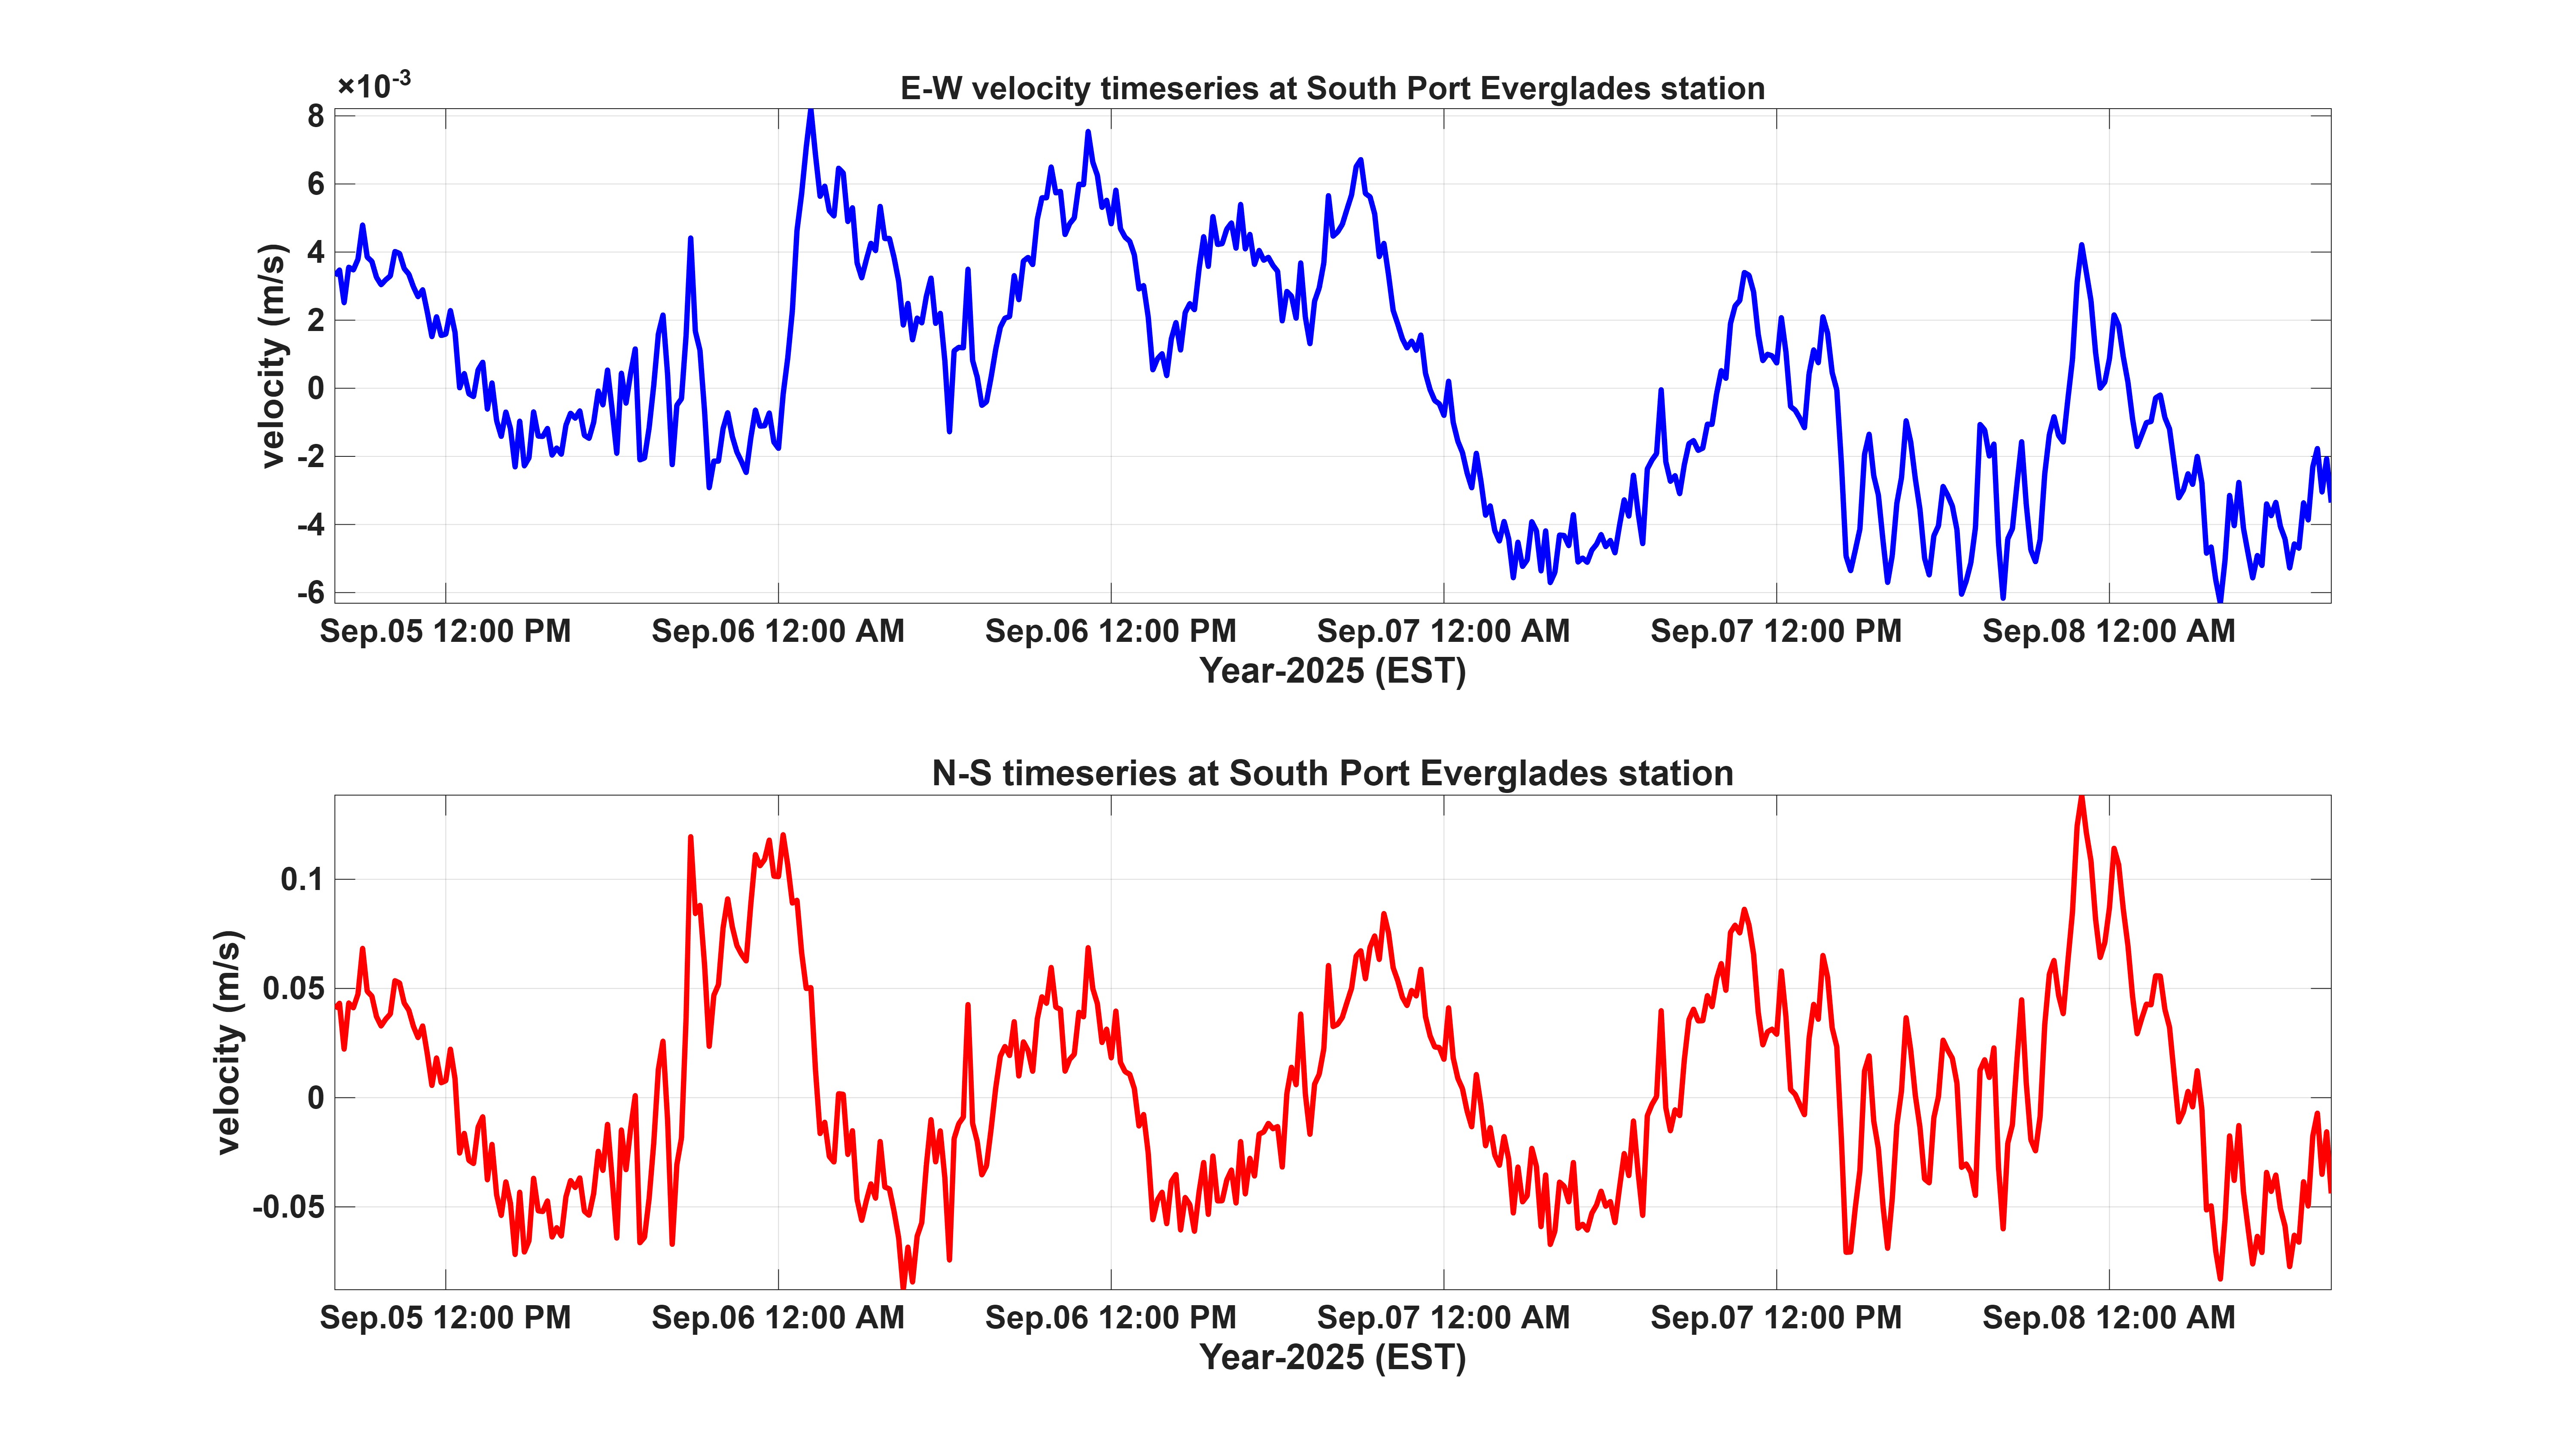 ×10-3
E-W velocity timeseries at South Port Everglades station
8
6
4
2
0
-2
-4
-6
velocity (m/s)
Sep.05 12:00 PM Sep.06 12:00 AM Sep.06 12:00 PM Sep.07 12:00 AM Sep.07 12:00 PM Sep.08 12:00 AM
Year-2025 (EST)
N-S timeseries at South Port Everglades station
0.1
0.05
0
-0.05
velocity (m/s)
Sep.05 12:00 PM Sep.06 12:00 AM Sep.06 12:00 PM Sep.07 12:00 AM Sep.07 12:00 PM Sep.08 12:00 AM
Year-2025 (EST)